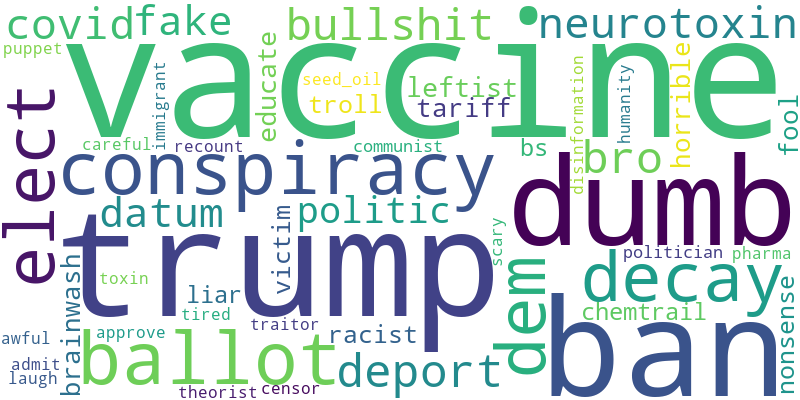 covid
fake
bullshit
neurotoxin
puppet
vaccine
immigrant
educate
seed_oil
leftist
troll
tariff
disinformation
humanity
horrible
fool
elect
careful
recount
communist
bs
bro
conspiracy
dumb
datum
politic
victim
trump
scary
politician
pharma
decay
brainwash
toxin
liar
tired
traitor
dem
chemtrail
nonsense
ban
awful
approve
ballot
racist
deport
admit
laugh
theorist
censor